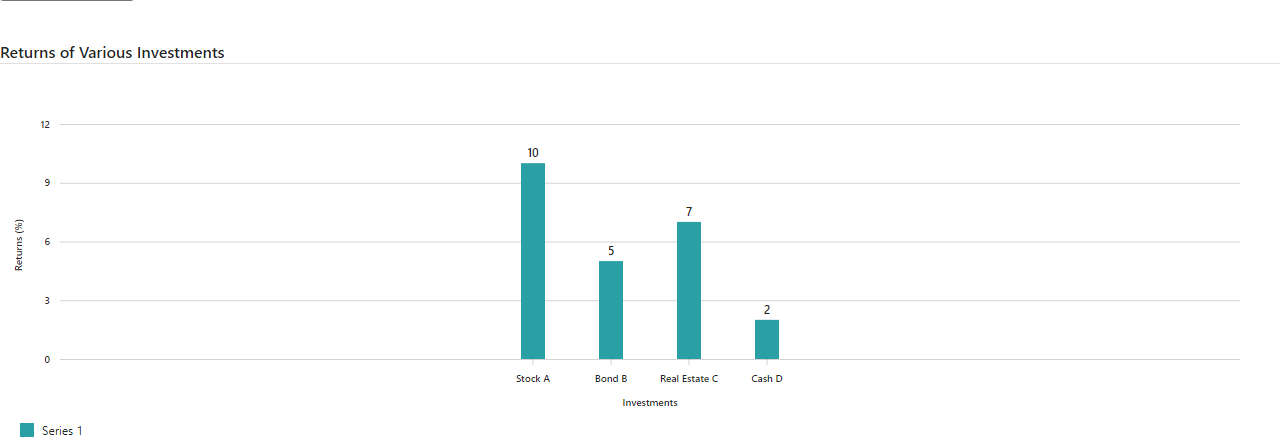 Returns of Various Investments
12
9
6
3
0
Returns (%)
10
5
7
2
Stock A
Bond B
Real Estate C
Cash D
Investments
Series 1